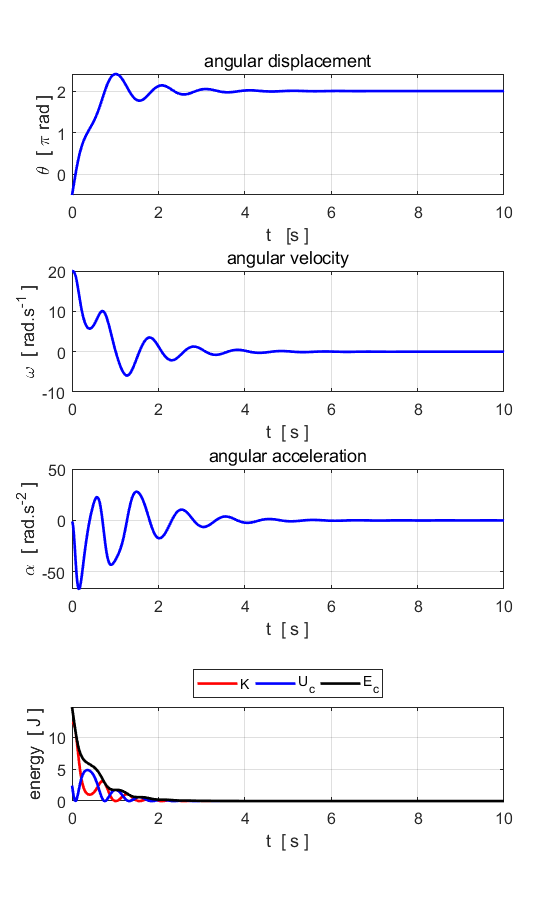 angular displacement
θ [ π rad ]
2
1
0
0 2 4 6 8 10
t [s ]
angular velocity
ω [ rad.s-1 ]
20
10
0
-10
0 2 4 6 8 10
t [ s ]
angular acceleration
α [ rad.s-2 ]
50
0
-50
0 2 4 6 8 10
t [ s ]
K Uc Ec
energy [ J ]
10
5
0
0 2 4 6 8 10
t [ s ]